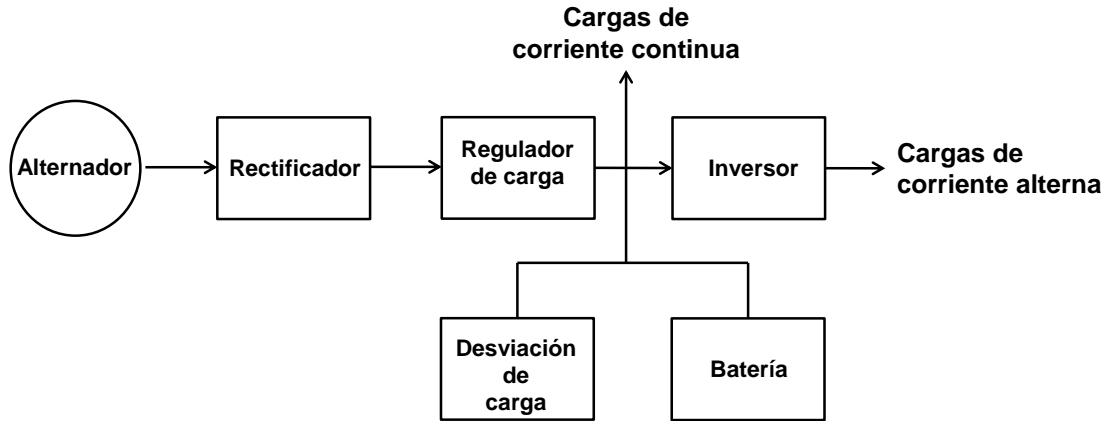 Cargas de
corriente continua
Alternador
Rectificador
Regulador
de carga
Inversor
Cargas de
corriente alterna
Desviación
de
carga
Batería